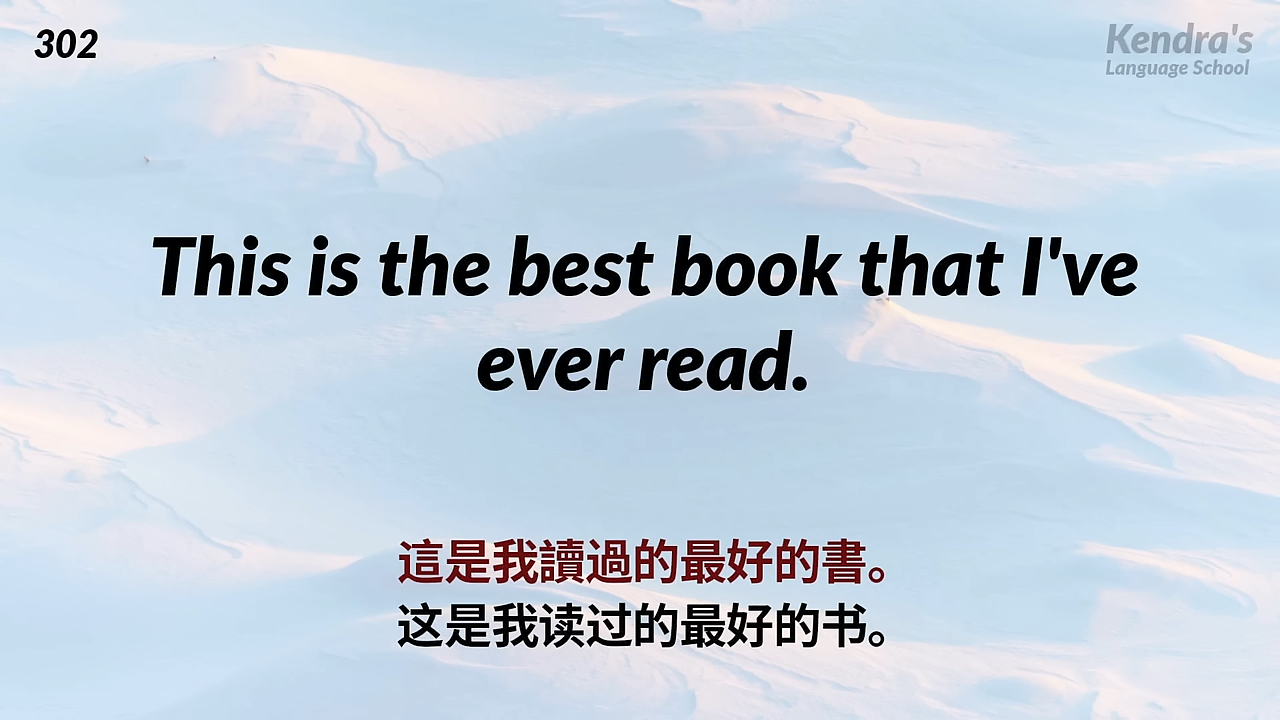 302
Kendra's
Language School
This is the best book that I've
ever read.
這是我讀過的最好的書。
这是我读过的最好的书。